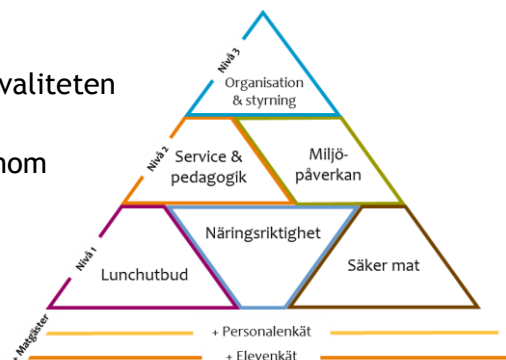 valiteten
nom
Nivå 3
Organisation
& styrning
Nivå 2
Service &
pedagogik
Miljö-
påverkan
Nivå 1
Lunchutbud
Näringsriktighet
Säker mat
+ Matgäster
+ Personalenkät
+ Elevenkät